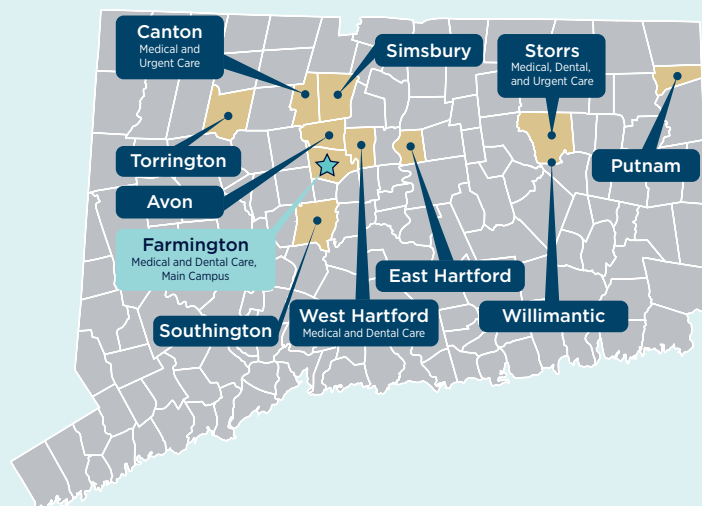 Canton
Medical and
Urgent Care
Simsbury
Storrs
Medical, Dental,
and Urgent Care
Torrington
Putnam
Avon
Farmington
Medical and Dental Care,
Main Campus
East Hartford
Southington
West Hartford
Medical and Dental Care
Willimantic